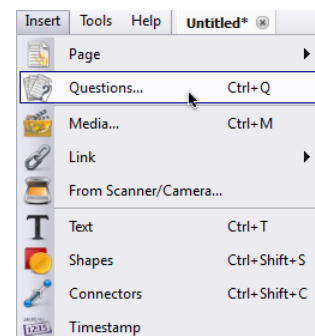 Insert Tools Help Untitled*
Page
Questions... Ctrl+Q
Media... Ctrl+M
Link
From Scanner/Camera...
Text Ctrl+T
Shapes Ctrl+Shift+S
Connectors Ctrl+Shift+C
Timestamp